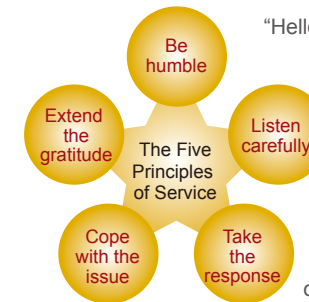 “Hello
Be
humble
Listen
carefully
Take
the
response
Cope
with the
issue
Extend
the
gratitude
The Five
Principles
of Service